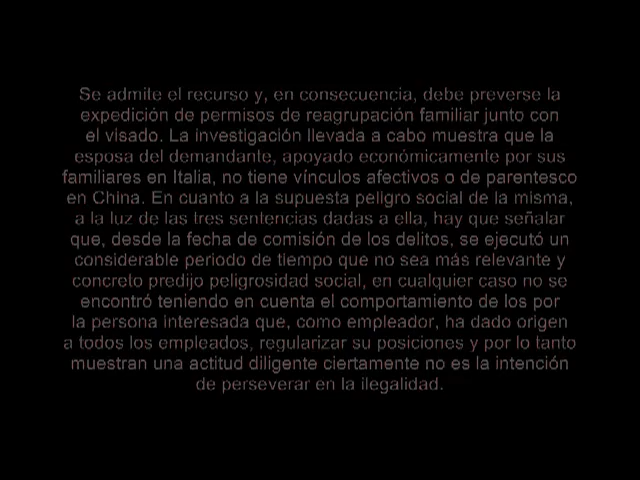 Se admite el recurso y, en consecuencia, debe preverse la
expedición de permisos de reagrupación familiar junto con
el visado. La investigación llevada a cabo muestra que la
esposa del demandante, apoyado económicamente por sus
familiares en Italia, no tiene vínculos afectivos o de parentesco
en China. En cuanto a la supuesta peligro social de la misma,
a la luz de las tres sentencias dadas a ella, hay que señalar
que, desde la fecha de comisión de los delitos, se ejecutó un
considerable periodo de tiempo que no sea más relevante y
concreto predijo peligrosidad social, en cualquier caso no se
encontró teniendo en cuenta el comportamiento de los por
la persona interesada que, como empleador, ha dado origen
a todos los empleados, regularizar su posiciones y por lo tanto
muestran una actitud diligente ciertamente no es la intención
de perseverar en la ilegalidad.